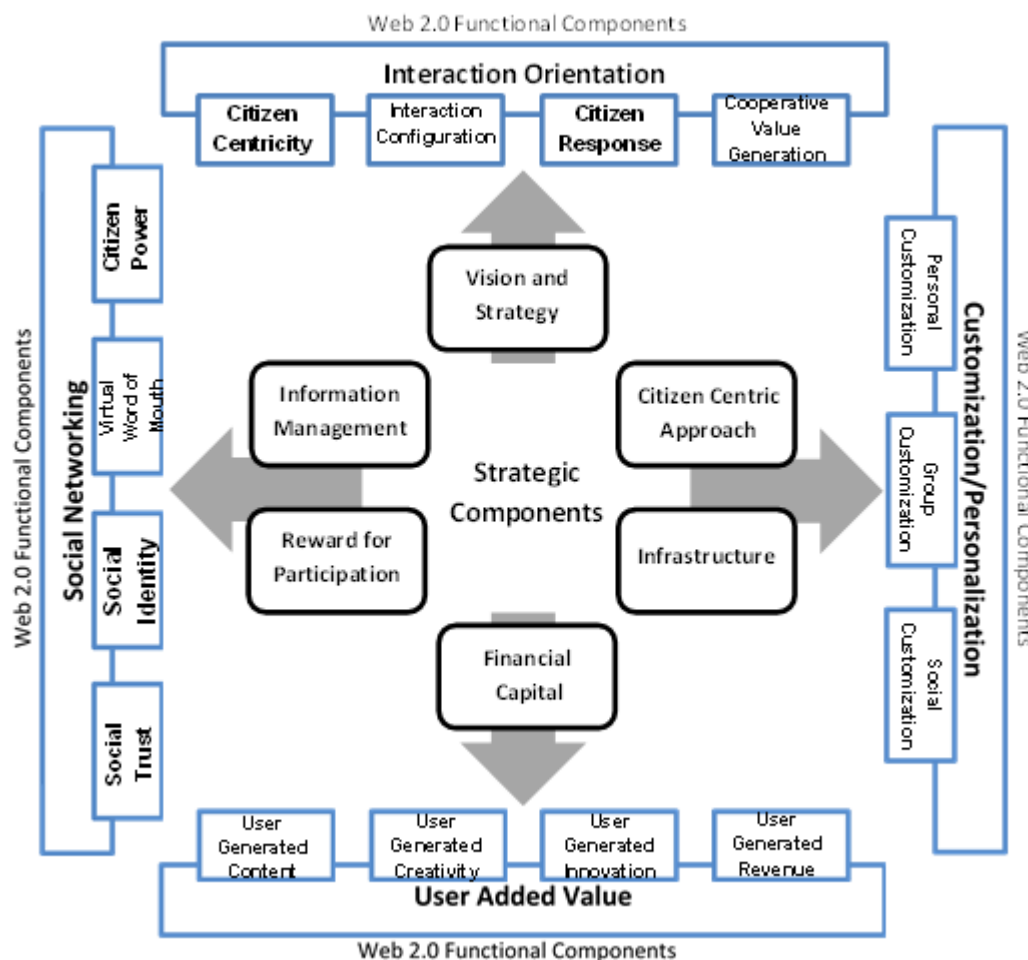 Web 2.0 Functional Components
Interaction Orientation
Citizen
Centricity
Interaction
Configuration
Citizen
Response
Cooperative
Value
Generation
Web 2.0 Functional Components
Social Networking
Citizen
Power
Virtual
Word of
Mouth
Social
Identity
Social
Trust
Vision and
Strategy
Information
Management
Citizen Centric
Approach
Strategic
Components
Reward for
Participation
Infrastructure
Financial
Capital
Personal
Customization
Group
Customization
Social
Customization
Customization/Personalization
Web 2.0 Functional Components
User
Generated
Content
User
Generated
Creativity
User
Generated
Innovation
User
Generated
Revenue
User Added Value
Web 2.0 Functional Components